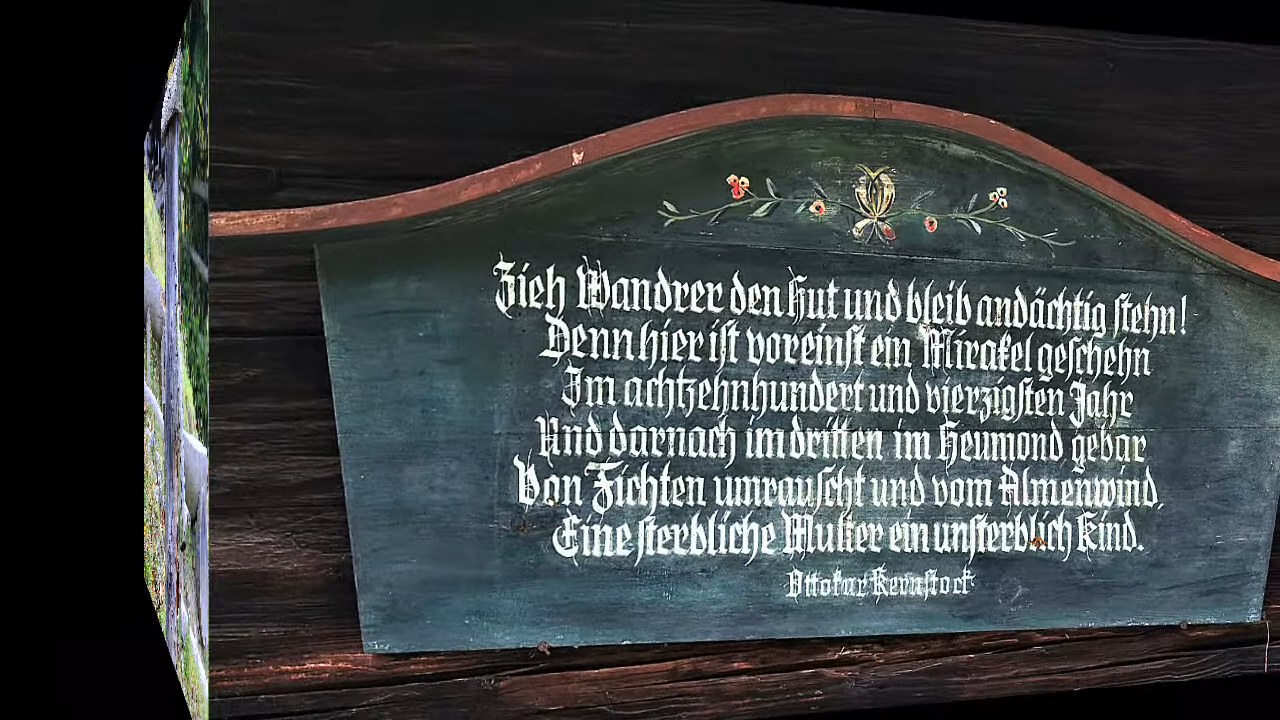 Zieh Wandrer den Hut und bleib andächtig stehn!
Denn hier ist voreinst ein Mirakel geschehn
Im achtzehnhundert und vierzigsten Jahr
Und darnach im dritten im Heumond gebar
Von Fichten umrauscht und vom Almenwind,
Eine sterbliche Mutter ein unsterblich Kind.
Ottokar Kernstock